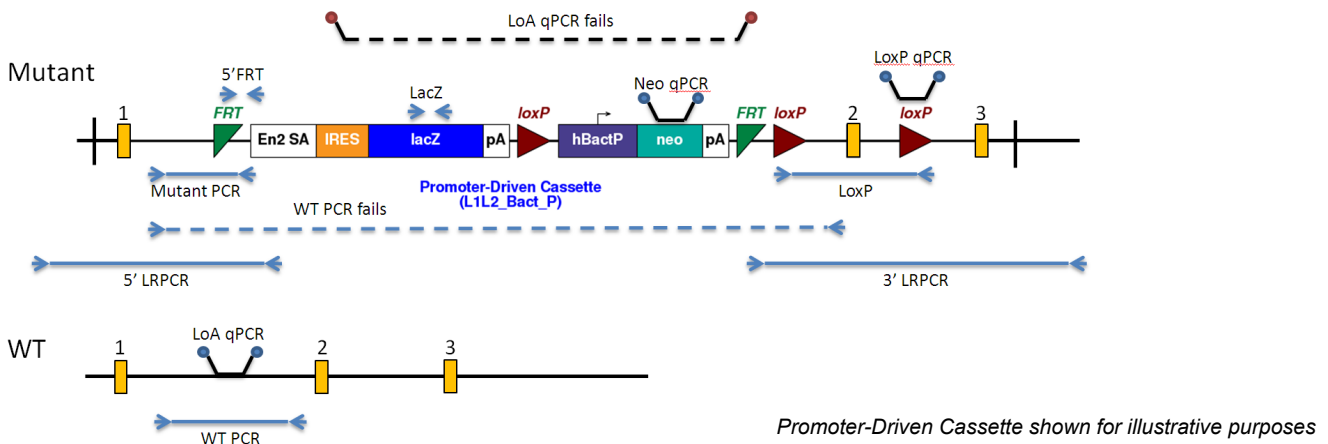 LoA qPCR fails
Mutant
5'FRT
LoxP qPCR
LacZ
Neo qPCR
1
FRT
loxP
FRT
loxP
2
loxP
3
En2 SA
IRES
lacZ
pA
hBactP
neo
pA
Mutant PCR
Promoter-Driven Cassette
(L1L2_Bact_P)
LoxP
WT PCR fails
5' LRPCR
3' LRPCR
WT
LoA qPCR
1
2
3
WT PCR
Promoter-Driven Cassette shown for illustrative purposes